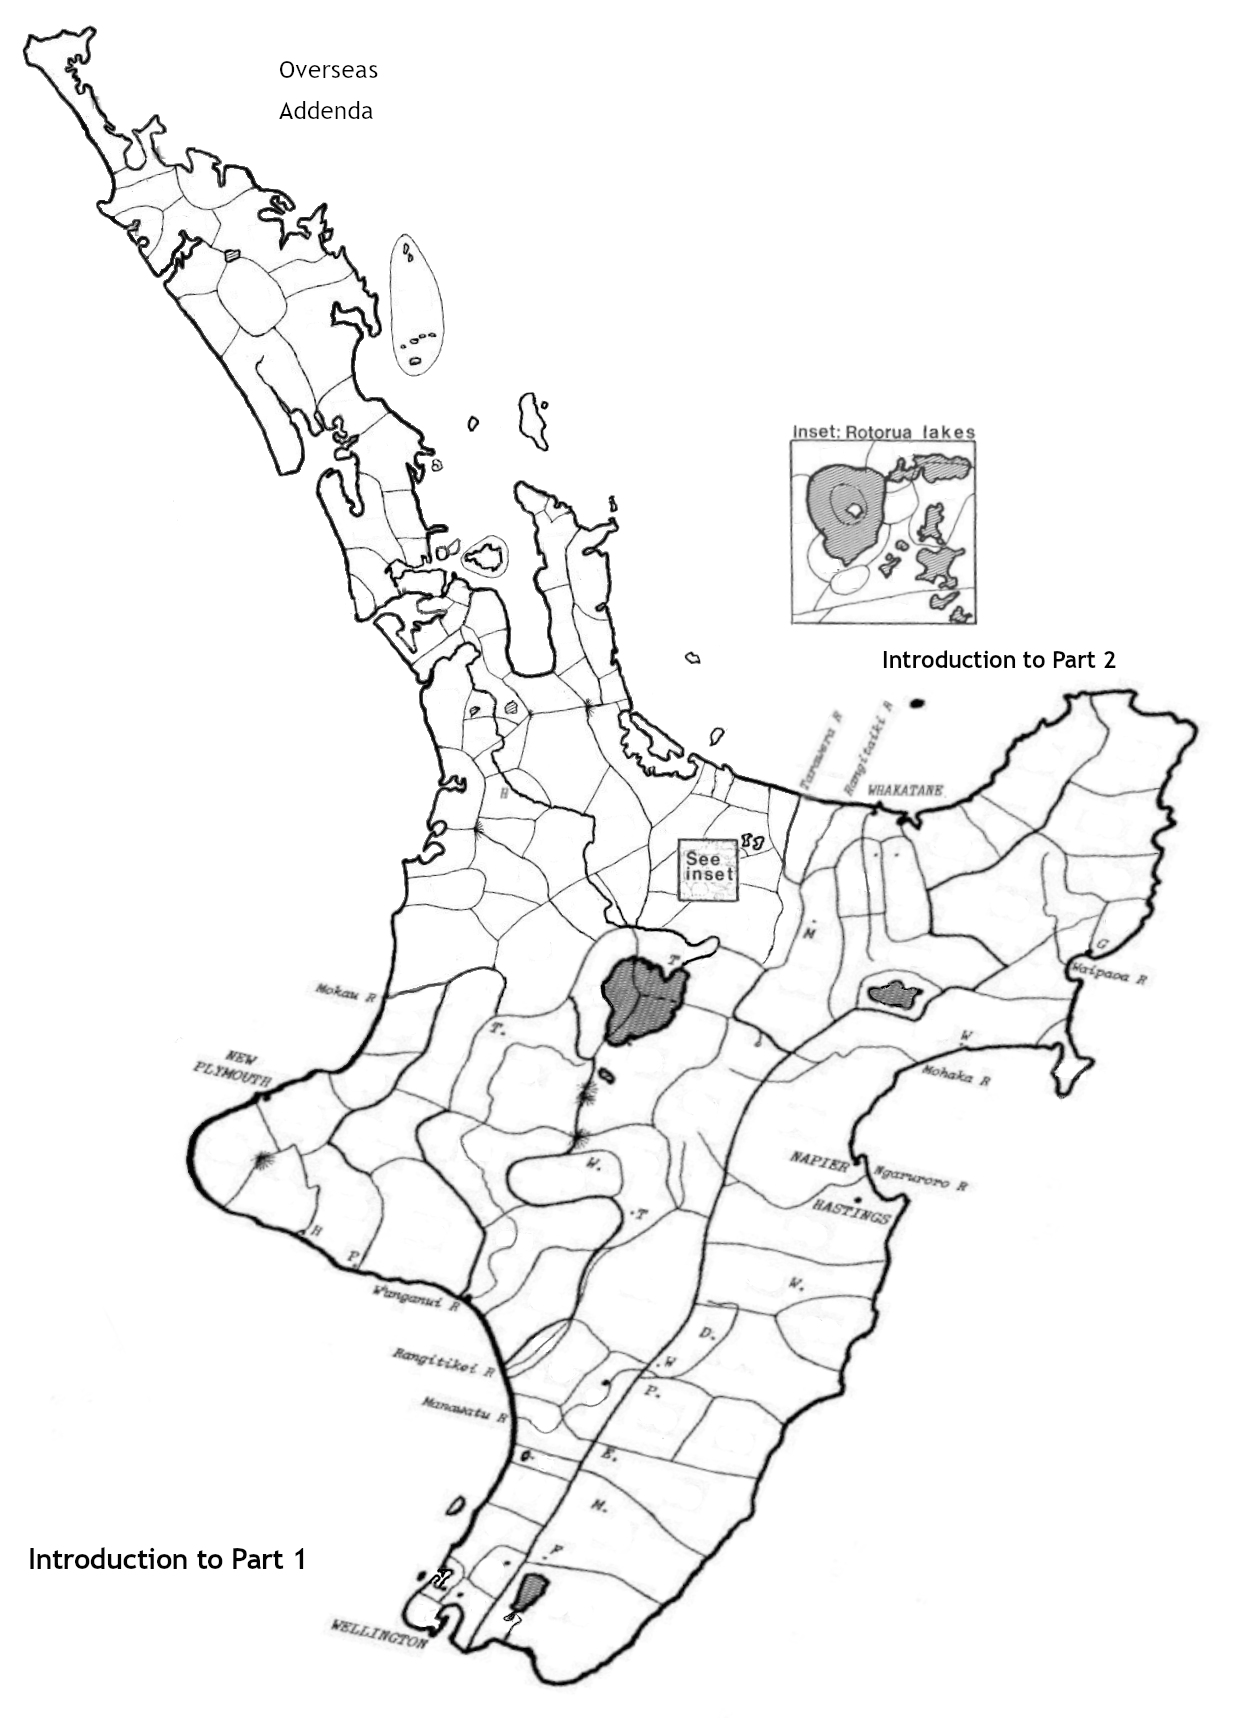 Overseas
Addenda
Inset: Rotorua lakes
Introduction to Part 2
Tarawera R
Rangitaiki R
WHAKATANE
H
See
inset
M
G
Waipaoa R
T
Mokau R
T.
W
NEW
PLYMOUTH
Mohaka R
NAPIER
Ngaruroro R
W.
HASTINGS
.T
H
P.
W.
Wanganui R
D.
Rangitikei R
.W
P.
Manawatu R
E.
M.
F
Introduction to Part 1
WELLINGTON